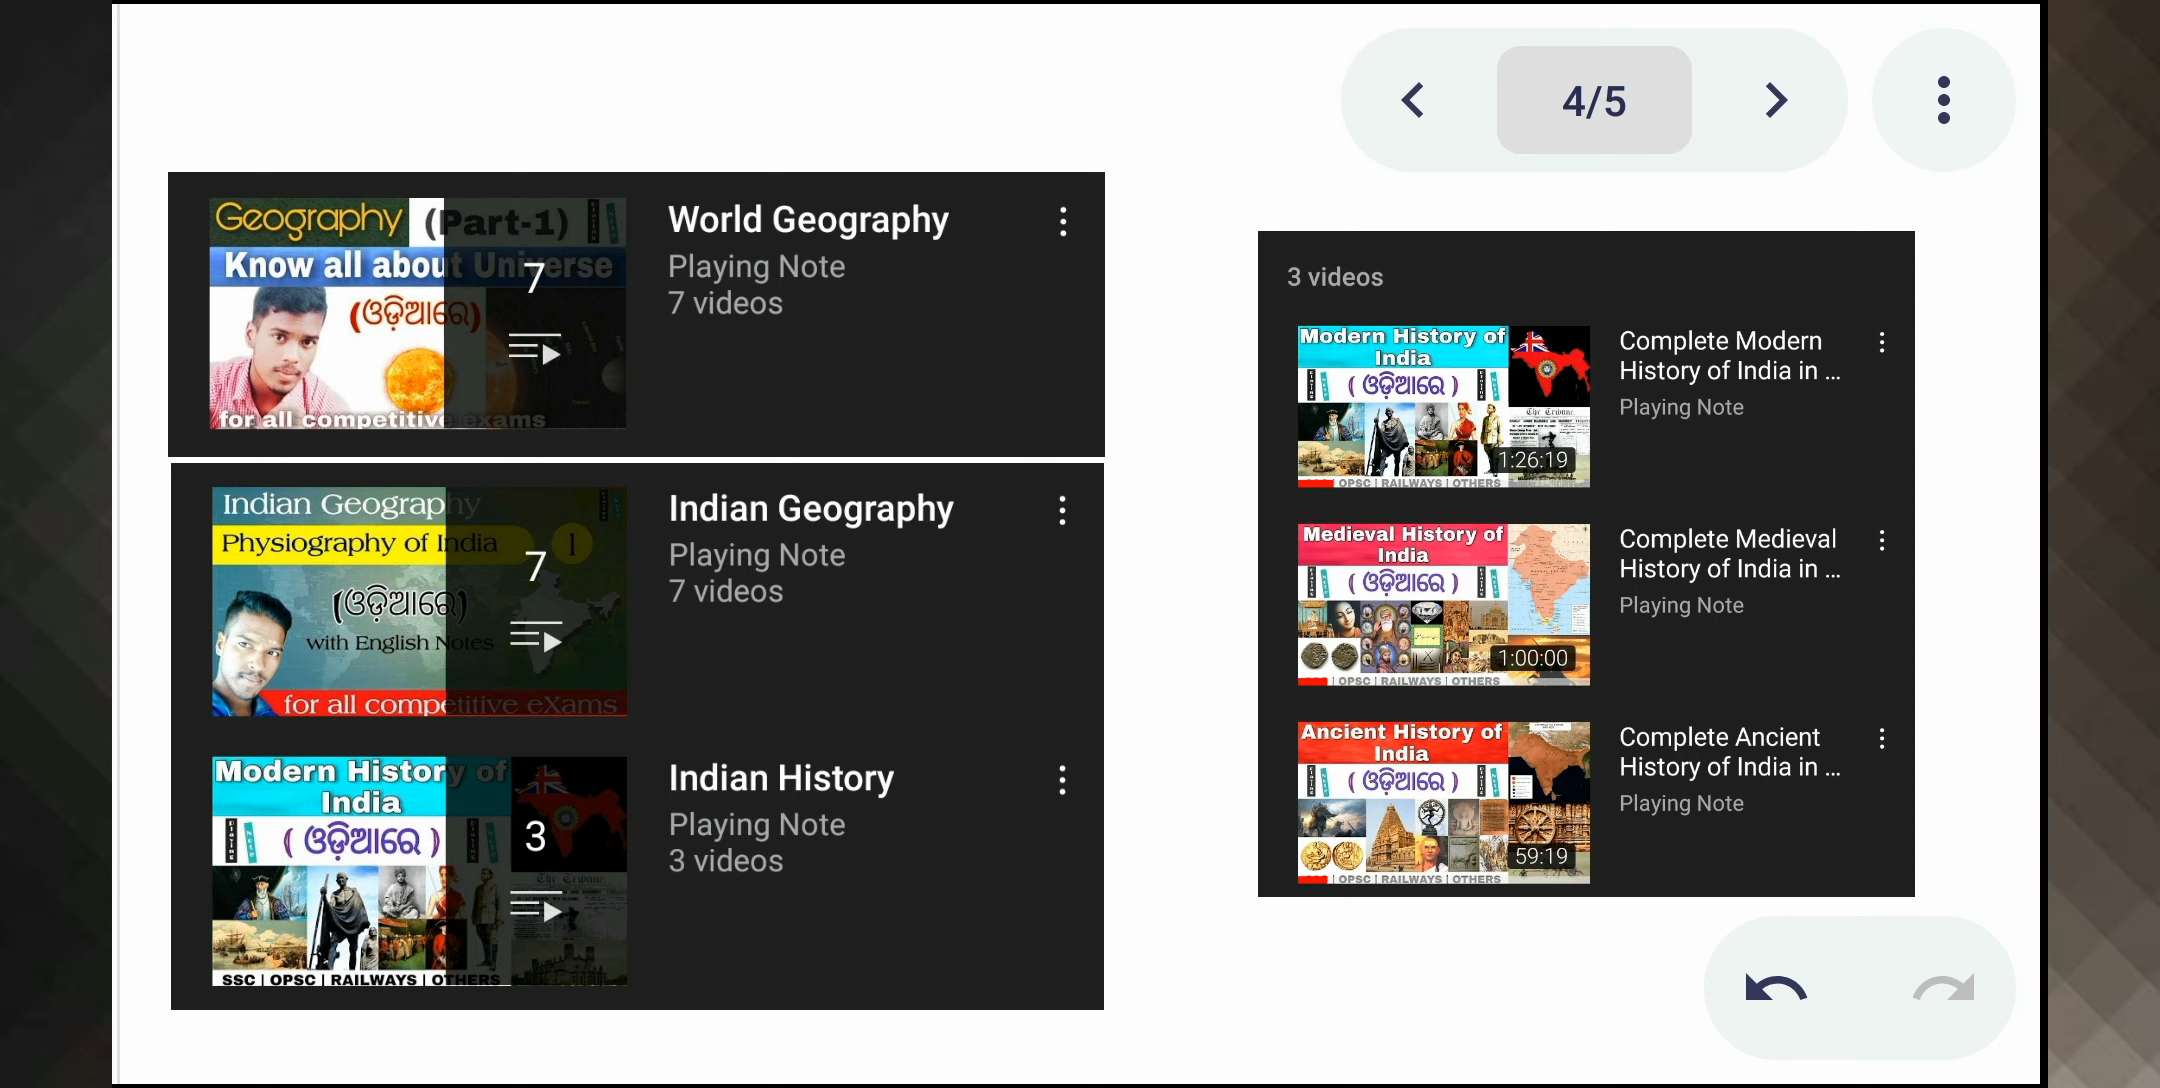 4/5
Geography (Part-1)
Know all about Universe
(ଓଡ଼ିଆରେ)
for all competitive exams
7
World Geography
Playing Note
7 videos
Indian Geography
Physiography of India 1
(ଓଡ଼ିଆରେ)
with English Notes
for all competitive eXams
7
Indian Geography
Playing Note
7 videos
Modern History of
India
( ଓଡ଼ିଆରେ )
Playing Note
SSC | OPSC | RAILWAYS | OTHERS
3
Indian History
Playing Note
3 videos
3 videos
Modern History of
India
( ଓଡ଼ିଆରେ )
The Tribune
1:26:19
OPSC | RAILWAYS | OTHERS
Complete Modern
History of India in ...
Playing Note
Medieval History of
India
( ଓଡ଼ିଆରେ )
1:00:00
| OPSC | RAILWAYS | OTHERS
Complete Medieval
History of India in ...
Playing Note
Ancient History of
India
( ଓଡ଼ିଆରେ )
59:19
| OPSC | RAILWAYS | OTHERS
Complete Ancient
History of India in ...
Playing Note